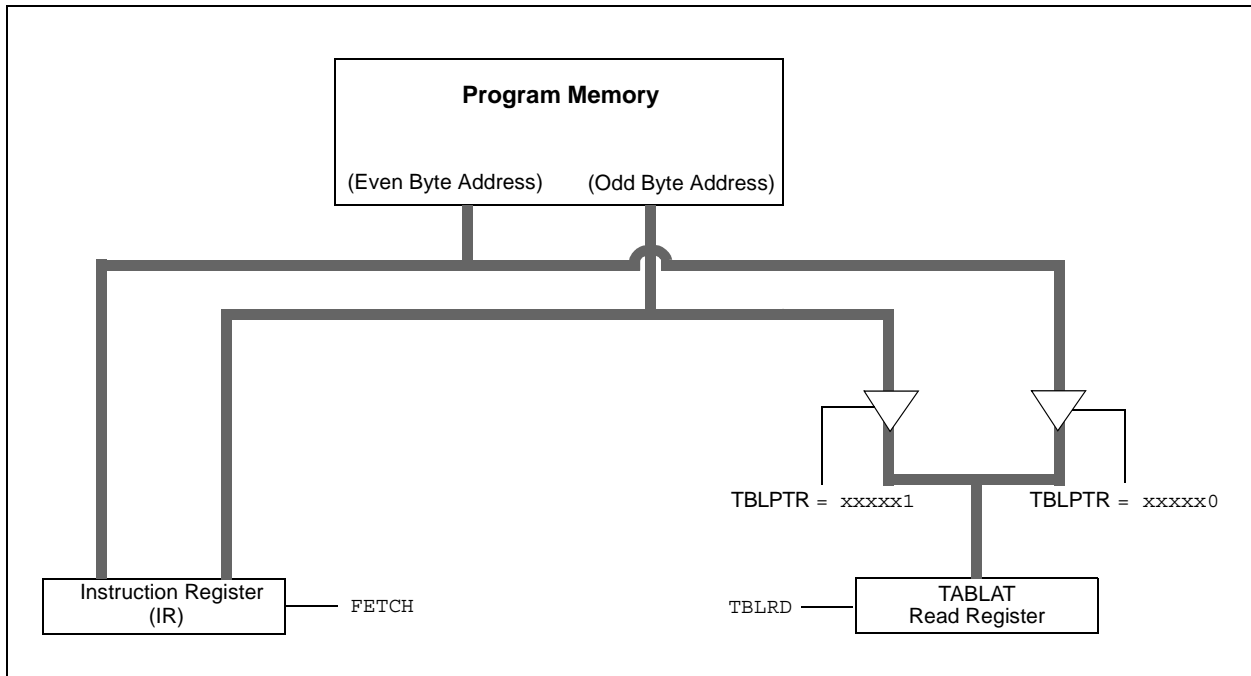 Program Memory
(Even Byte Address)
(Odd Byte Address)
TBLPTR = xxxxx1
TBLPTR = xxxxx0
Instruction Register
(IR)
FETCH
TBLRD
TABLAT
Read Register